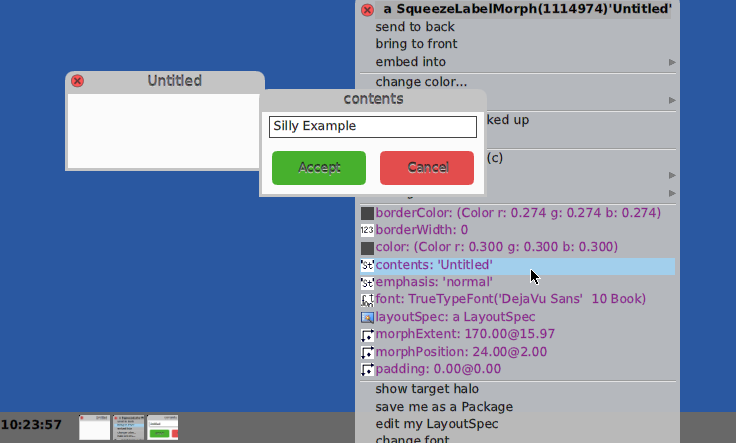 a SqueezeLabelMorph(1114974)'Untitled'
send to back
bring to front
embed into
change color...
Untitled
contents
Silly Example
Accept
Cancel
ked up
(c)
borderColor: (Color r: 0.274 g: 0.274 b: 0.274)
borderWidth: 0
color: (Color r: 0.300 g: 0.300 b: 0.300)
contents: 'Untitled'
emphasis: 'normal'
font: TrueTypeFont('DejaVu Sans' 10 Book)
layoutSpec: a LayoutSpec
morphExtent: 170.00@15.97
morphPosition: 24.00@2.00
padding: 0.00@0.00
show target halo
save me as a Package
edit my LayoutSpec
change font
10:23:57